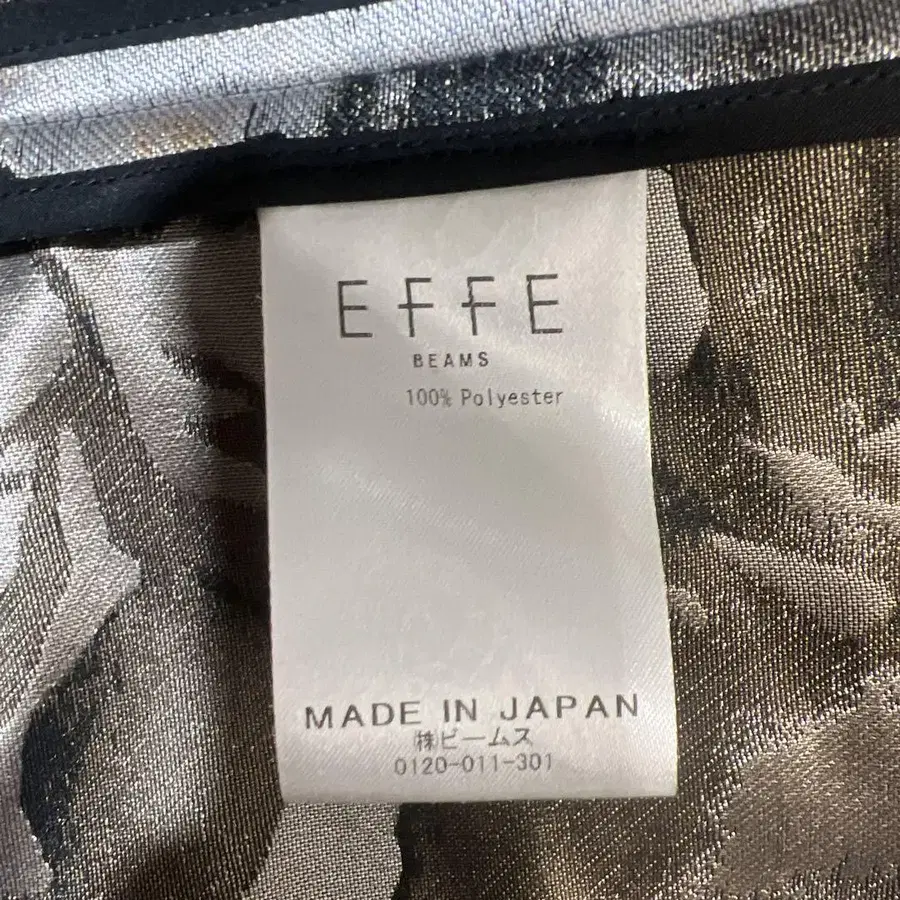 EFFE
BEAMS
100% Polyester
MADE IN JAPAN
㈱ビームス
0120-011-301